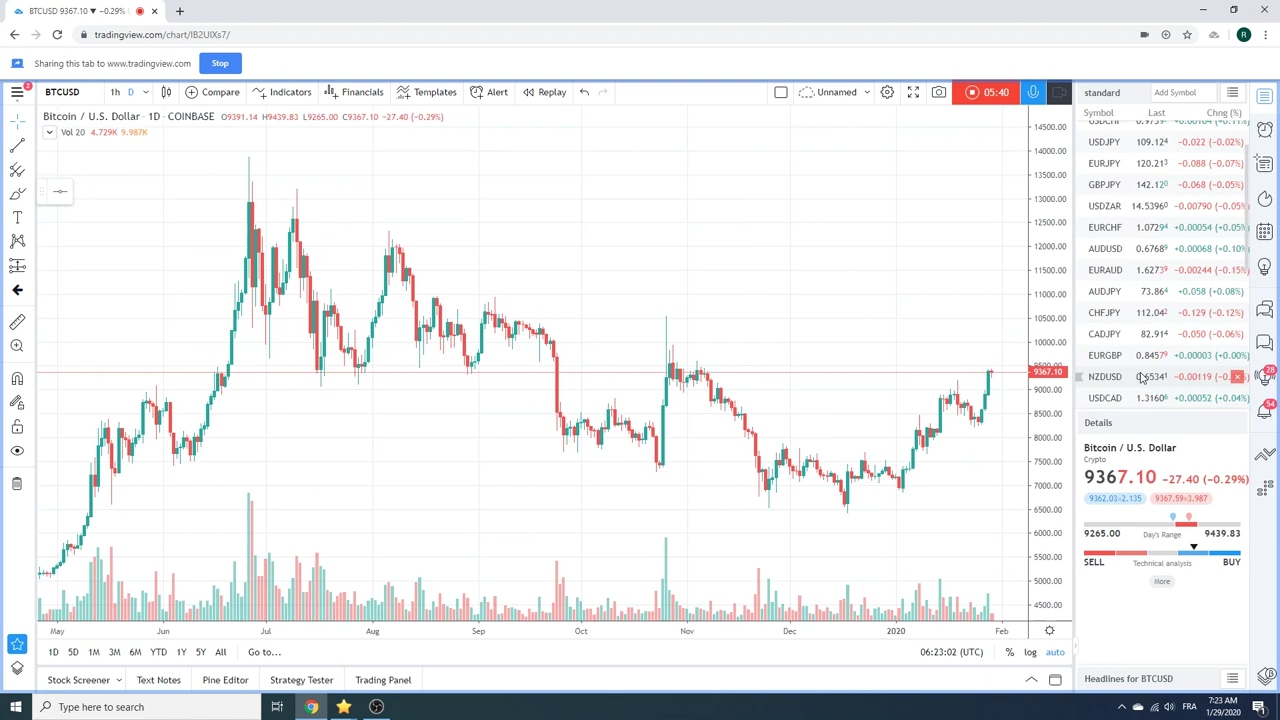 BTCUSD 9367.10 ▼ −0.29%
tradingview.com/chart/IB2UIXs7/
R
Sharing this tab to www.tradingview.com
Stop
BTCUSD 1h D Compare Indicators Financials Templates Alert Replay Unnamed 05:40
standard Add Symbol
Bitcoin / U.S. Dollar · 1D · COINBASE O9391.14 H9439.83 L9265.00 C9367.10 −27.40 (−0.29%)
Vol 20 4.729K 9.987K
Symbol Last Chng (%)
USDJPY 109.124 −0.022 (−0.02%)
EURJPY 120.213 −0.088 (−0.07%)
GBPJPY 142.120 −0.068 (−0.05%)
USDZAR 14.53960 −0.00790 (−0.05%
EURCHF 1.07294 +0.00054 (+0.05%
AUDUSD 0.67689 +0.00068 (+0.10%
EURAUD 1.62739 −0.00244 (−0.15%
AUDJPY 73.864 +0.058 (+0.08%)
CHFJPY 112.042 −0.129 (−0.12%)
CADJPY 82.914 −0.050 (−0.06%)
EURGBP 0.84579 +0.00003 (+0.00%
NZDUSD −0.00119
USDCAD 1.31606 +0.00052 (+0.04%
14500.00
14000.00
13500.00
13000.00
12500.00
12000.00
11500.00
11000.00
10500.00
10000.00
9367.10
9000.00
8500.00
8000.00
7500.00
7000.00
6500.00
6000.00
5500.00
5000.00
4500.00
May Jun Jul Aug Sep Oct Nov Dec 2020 Feb
Details
Bitcoin / U.S. Dollar
Crypto
9367.10 −27.40 (−0.29%)
9362.03×2.135 9367.59×3.987
9265.00 Day's Range 9439.83
SELL Technical analysis BUY
More
1D 5D 1M 3M 6M YTD 1Y 5Y All Go to...
06:23:02 (UTC) % log auto
Stock Screener Text Notes Pine Editor Strategy Tester Trading Panel
Headlines for BTCUSD
28
54
Type here to search
FRA
7:23 AM
1/29/2020